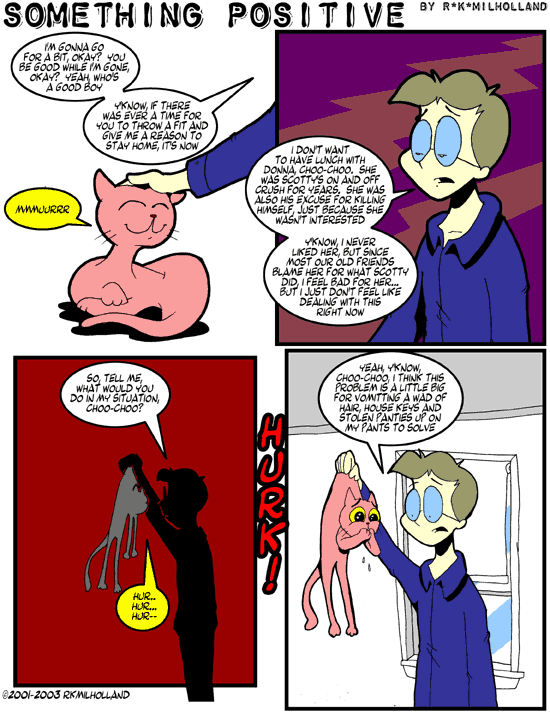 SOMETHING POSITIVE BY R*K*MILHOLLAND
I'M GONNA GO
FOR A BIT, OKAY? YOU
BE GOOD WHILE I'M GONE,
OKAY? YEAH, WHO'S
A GOOD BOY
Y'KNOW, IF THERE
WAS EVER A TIME FOR
YOU TO THROW A FIT AND
GIVE ME A REASON TO
STAY HOME, IT'S NOW
MMMUURRR
I DON'T WANT
TO HAVE LUNCH WITH
DONNA, CHOO-CHOO. SHE
WAS SCOTTY'S ON AND OFF
CRUSH FOR YEARS. SHE WAS
ALSO HIS EXCUSE FOR KILLING
HIMSELF, JUST BECAUSE SHE
WASN'T INTERESTED
Y'KNOW, I NEVER
LIKED HER, BUT SINCE
MOST OUR OLD FRIENDS
BLAME HER FOR WHAT SCOTTY
DID, I FEEL BAD FOR HER...
BUT I JUST DON'T FEEL LIKE
DEALING WITH THIS
RIGHT NOW
SO, TELL ME,
WHAT WOULD YOU
DO IN MY SITUATION,
CHOO-CHOO?
HUR...
HUR...
HUR--
HURK!
YEAH, Y'KNOW,
CHOO-CHOO, I THINK THIS
PROBLEM IS A LITTLE BIG
FOR VOMITTING A WAD OF
HAIR, HOUSE KEYS AND
STOLEN PANTIES UP ON
MY PANTS TO SOLVE
©2001-2003 RKMILHOLLAND